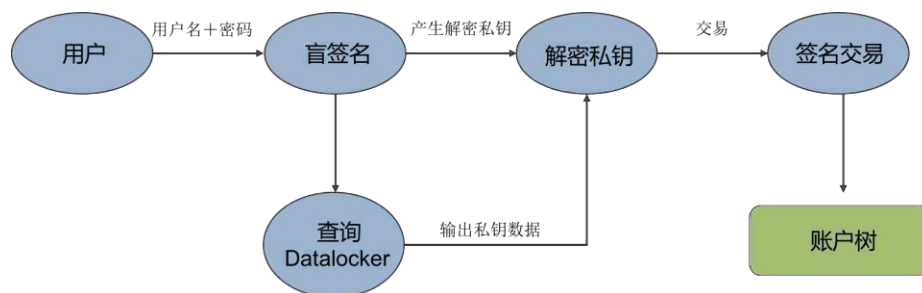 用户名+密码
产生解密私钥
交易
用户
盲签名
解密私钥
签名交易
查询
Datalocker
输出私钥数据
账户树